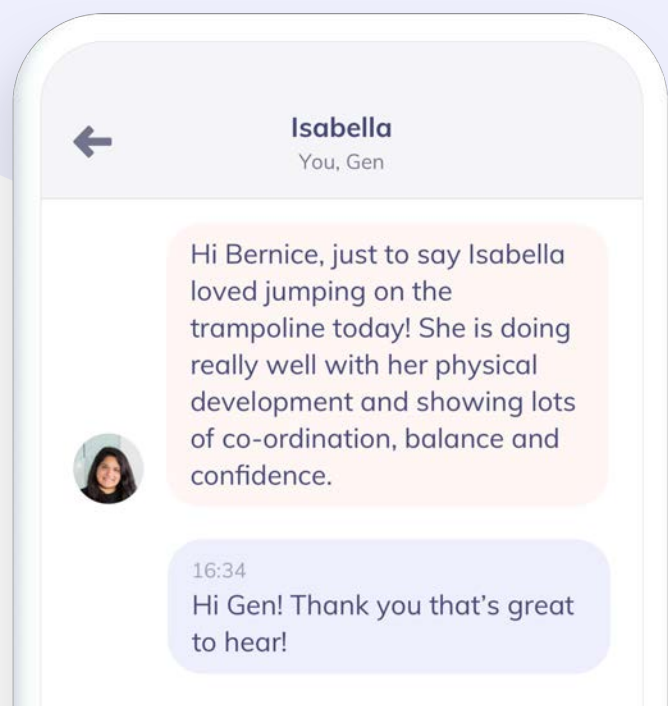 Isabella
You, Gen
Hi Bernice, just to say Isabella
loved jumping on the
trampoline today! She is doing
really well with her physical
development and showing lots
of co-ordination, balance and
confidence.
16:34
Hi Gen! Thank you that’s great
to hear!